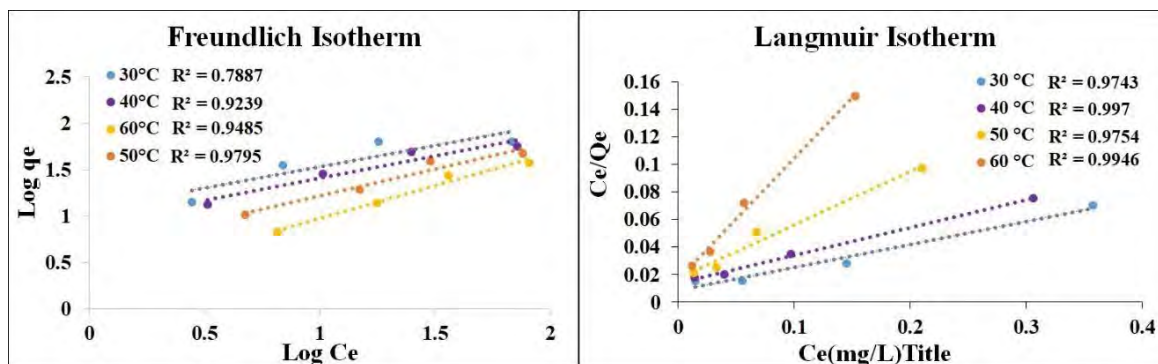 Freundlich Isotherm
30°C R² = 0.7887
40°C R² = 0.9239
60°C R² = 0.9485
50°C R² = 0.9795
2.5
2
1.5
1
0.5
0
Log qe
0
0.5
1
1.5
2
Log Ce
Langmuir Isotherm
30 °C R² = 0.9743
40 °C R² = 0.997
50 °C R² = 0.9754
60 °C R² = 0.9946
0.16
0.14
0.12
0.1
0.08
0.06
0.04
0.02
0
Ce/Qe
0
0.1
0.2
0.3
0.4
Ce(mg/L)Title